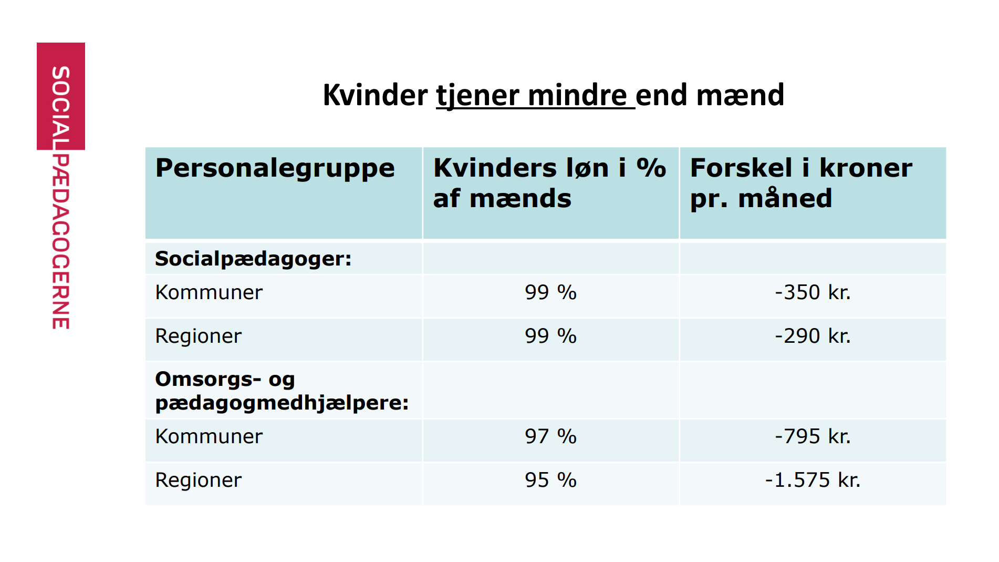 SOCIALPÆDAGOGERNE
Kvinder tjener mindre end mænd
Personalegruppe
Kvinders løn i %
af mænds
Forskel i kroner
pr. måned
Socialpædagoger:
Kommuner 99 % -350 kr.
Regioner 99 % -290 kr.
Omsorgs- og
pædagogmedhjælpere:
Kommuner 97 % -795 kr.
Regioner 95 % -1.575 kr.